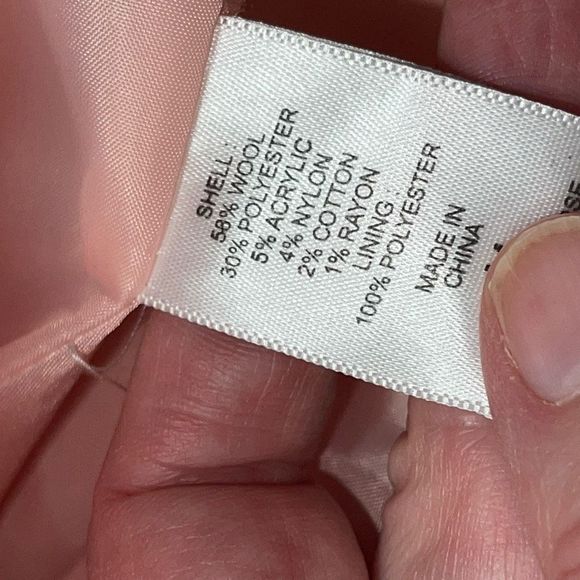 SHELL :
58% WOOL
30% POLYESTER
5% ACRYLIC
4% NYLON
2% COTTON
1% RAYON
LINING :
100% POLYESTER
MADE IN
CHINA